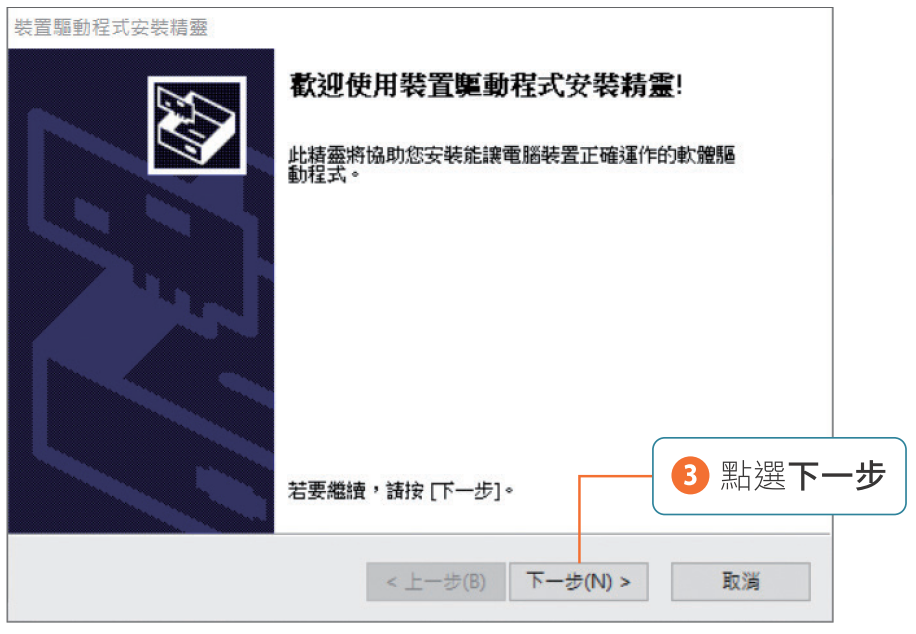 裝置驅動程式安裝精靈
歡迎使用裝置驅動程式安裝精靈!
此精靈將協助您安裝能讓電腦裝置正確運作的軟體驅
動程式。
若要繼續，請按 [下一步]。
3 點選下一步
< 上一步(B)
下一步(N) >
取消